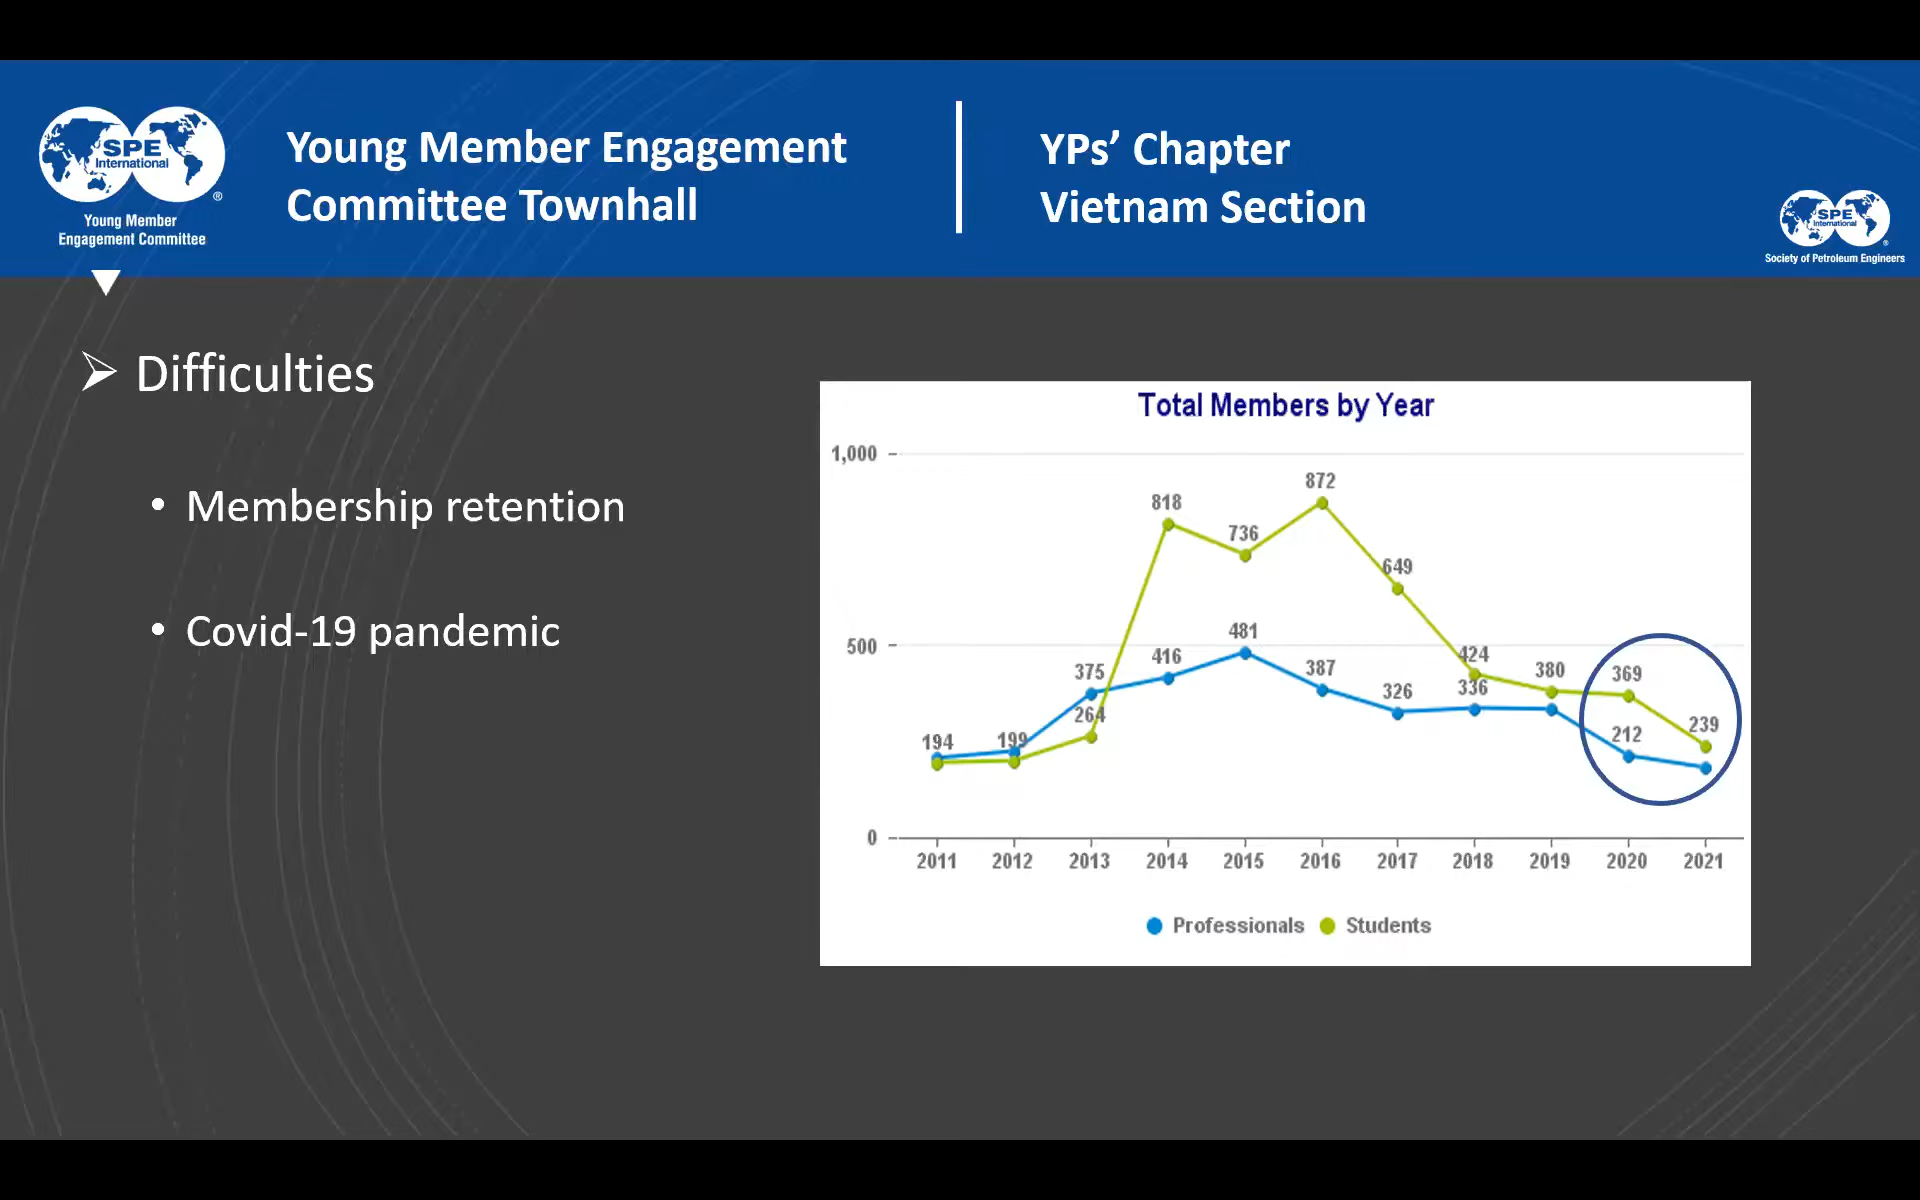 SPE
International
®
Young Member
Engagement Committee
Young Member Engagement
Committee Townhall
YPs’ Chapter
Vietnam Section
SPE
International
®
Society of Petroleum Engineers
➢ Difficulties
• Membership retention
• Covid-19 pandemic
Total Members by Year
1,000
500
0
872
818
736
649
481
416
387
375
424
380
369
326
336
264
239
212
194
199
2011 2012 2013 2014 2015 2016 2017 2018 2019 2020 2021
Professionals Students